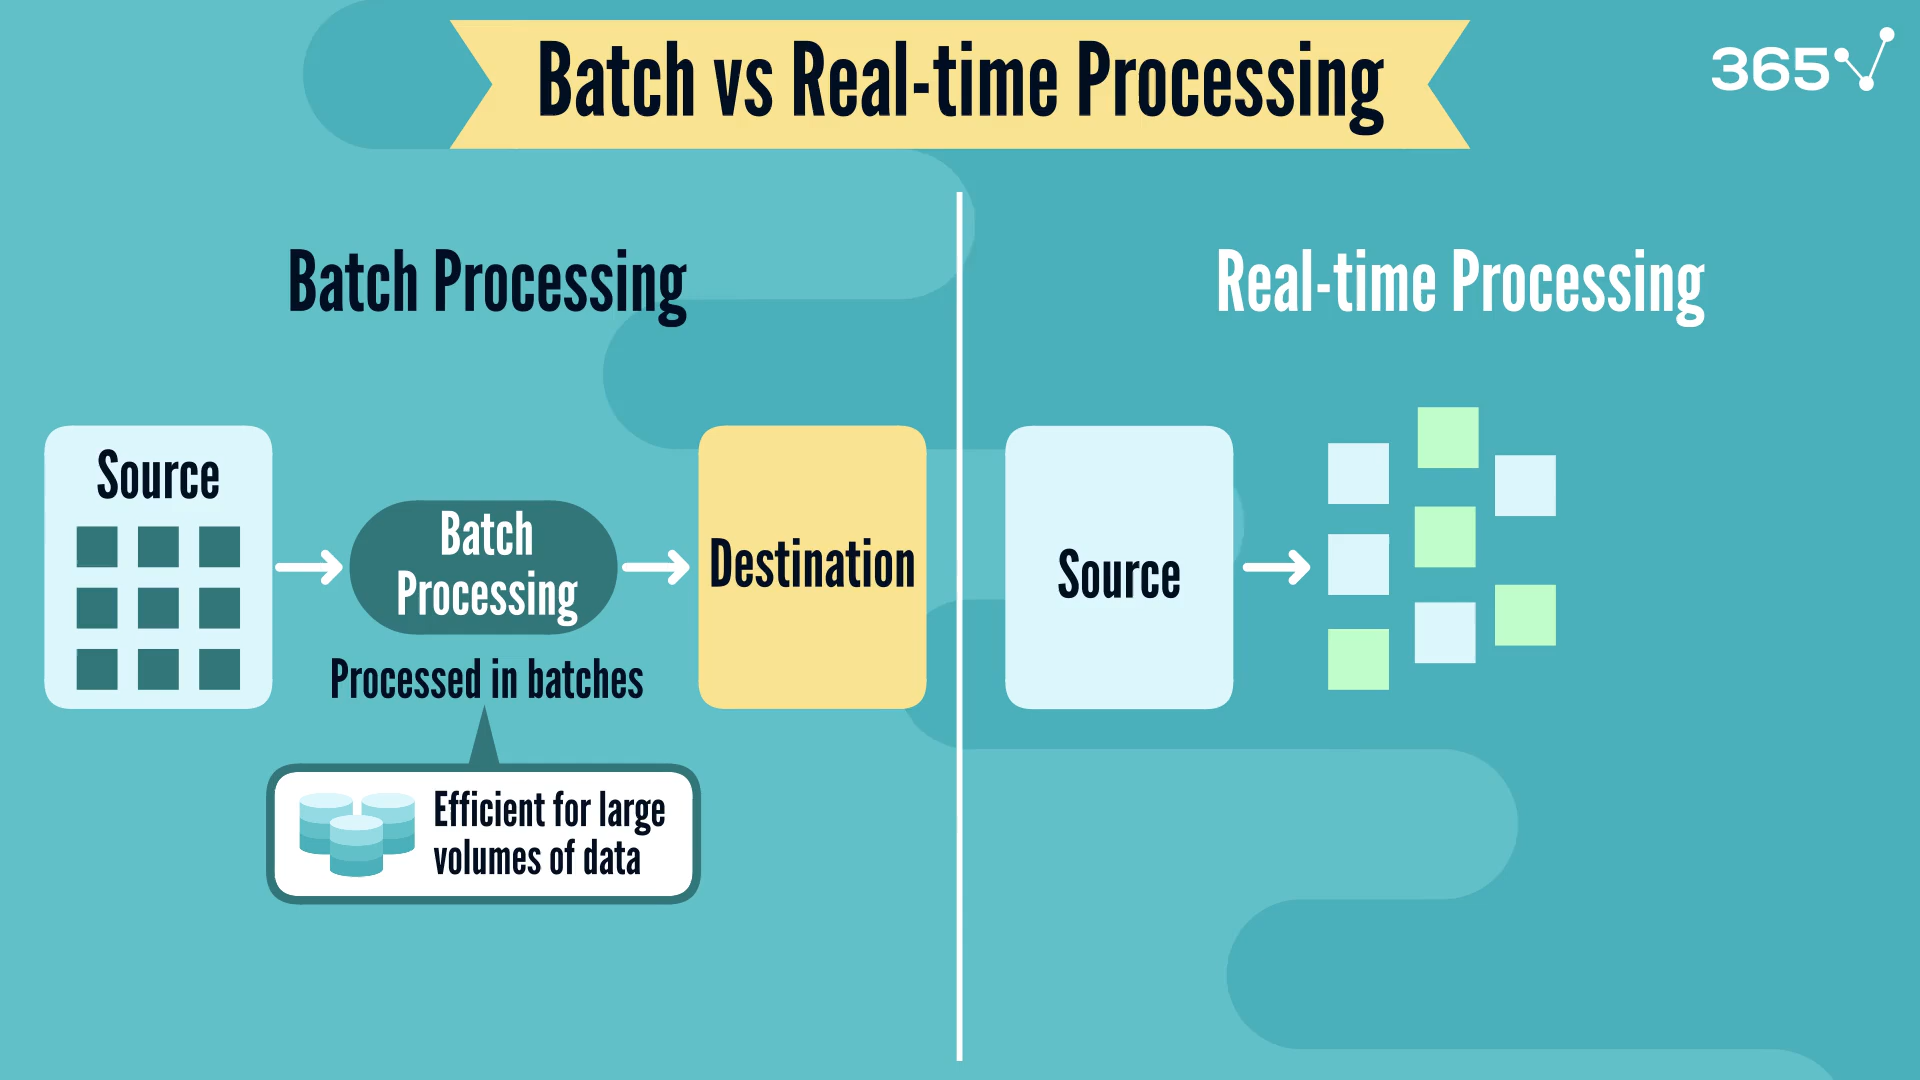 Batch vs Real-time Processing
365
Batch Processing
Source
Batch
Processing
Processed in batches
Efficient for large
volumes of data
Destination
Real-time Processing
Source